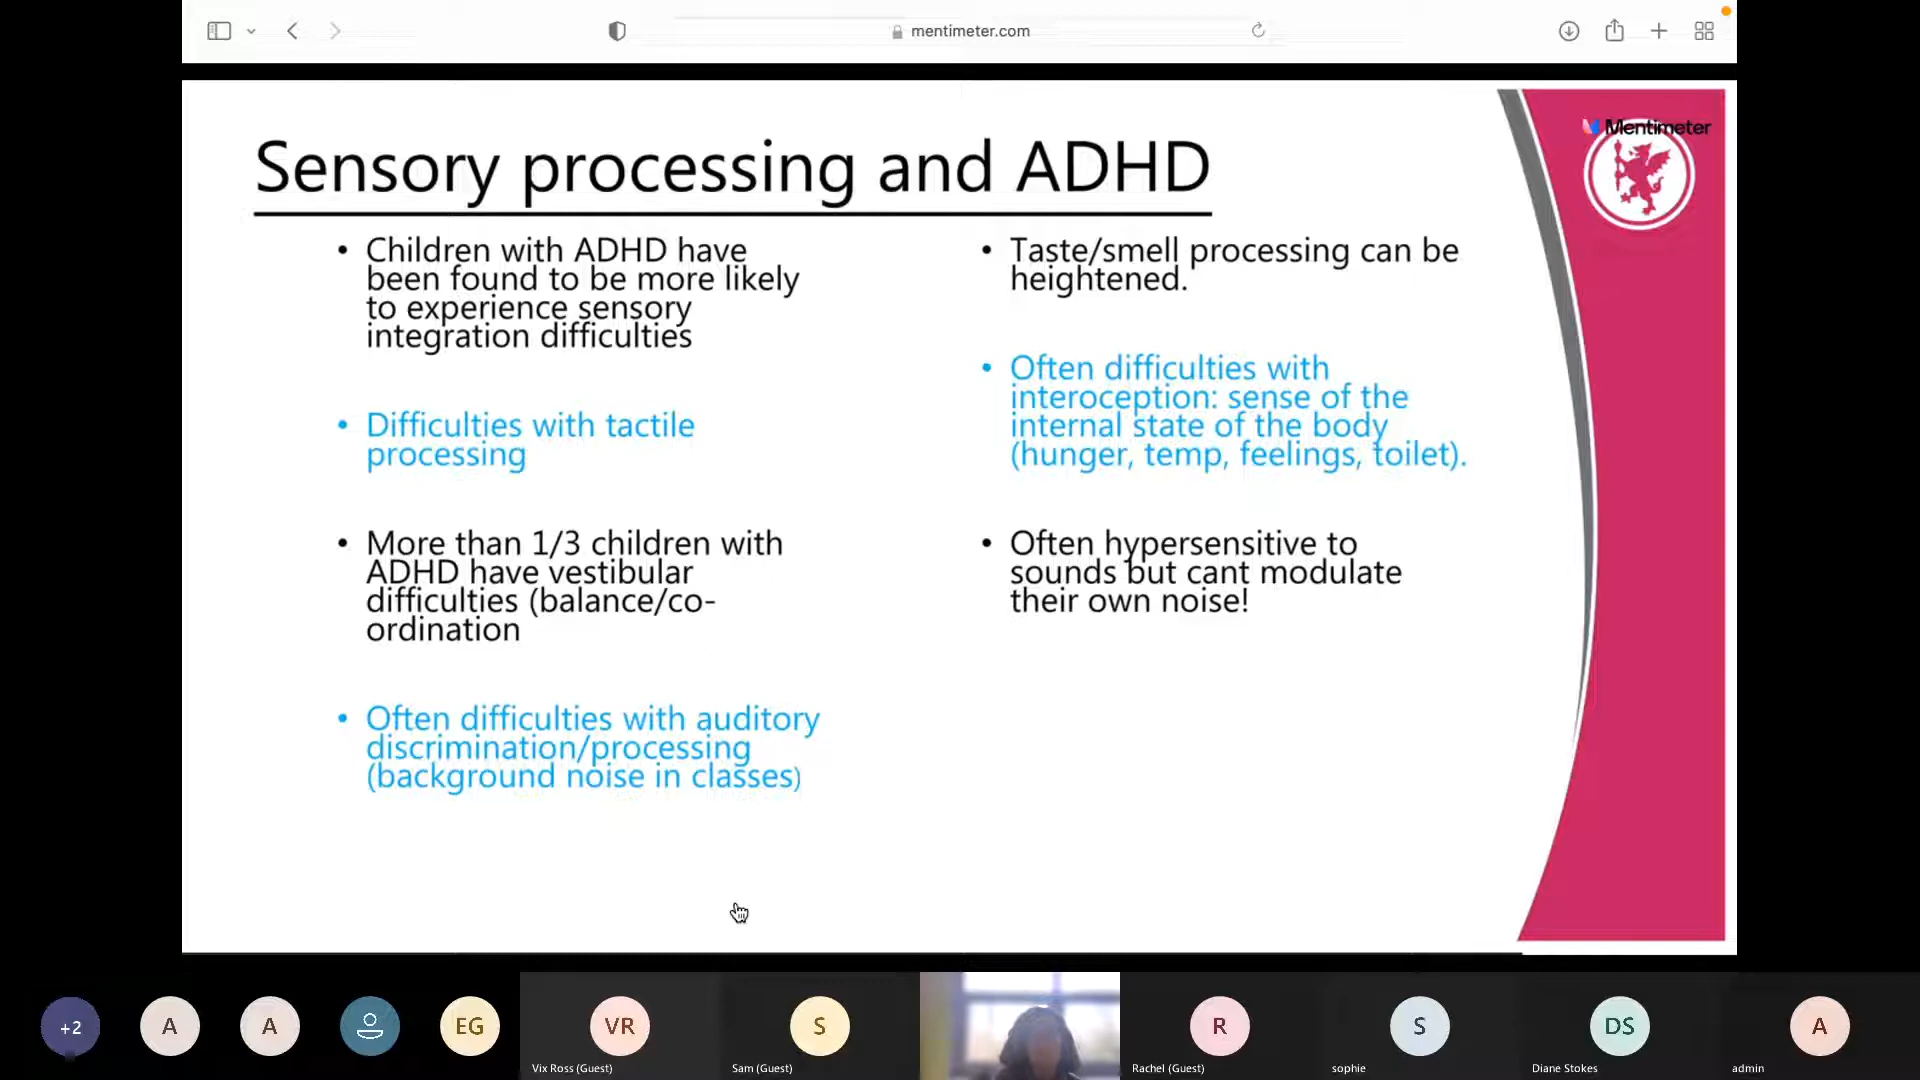 mentimeter.com
Mentimeter
Sensory processing and ADHD
• Children with ADHD have
been found to be more likely
to experience sensory
integration difficulties
• Difficulties with tactile
processing
• More than 1/3 children with
ADHD have vestibular
difficulties (balance/co-
ordination
• Often difficulties with auditory
discrimination/processing
(background noise in classes)
• Taste/smell processing can be
heightened.
• Often difficulties with
interoception: sense of the
internal state of the body
(hunger, temp, feelings, toilet).
• Often hypersensitive to
sounds but cant modulate
their own noise!
+2
A
A
EG
VR
Vix Ross (Guest)
S
Sam (Guest)
R
Rachel (Guest)
S
sophie
DS
Diane Stokes
A
admin